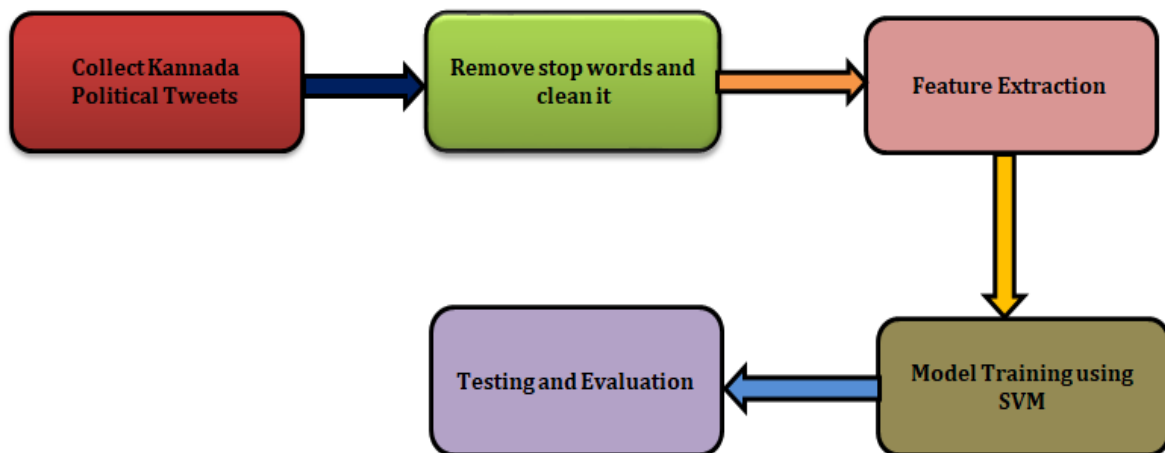 Collect Kannada
Political Tweets
Remove stop words and
clean it
Feature Extraction
Model Training using
SVM
Testing and Evaluation